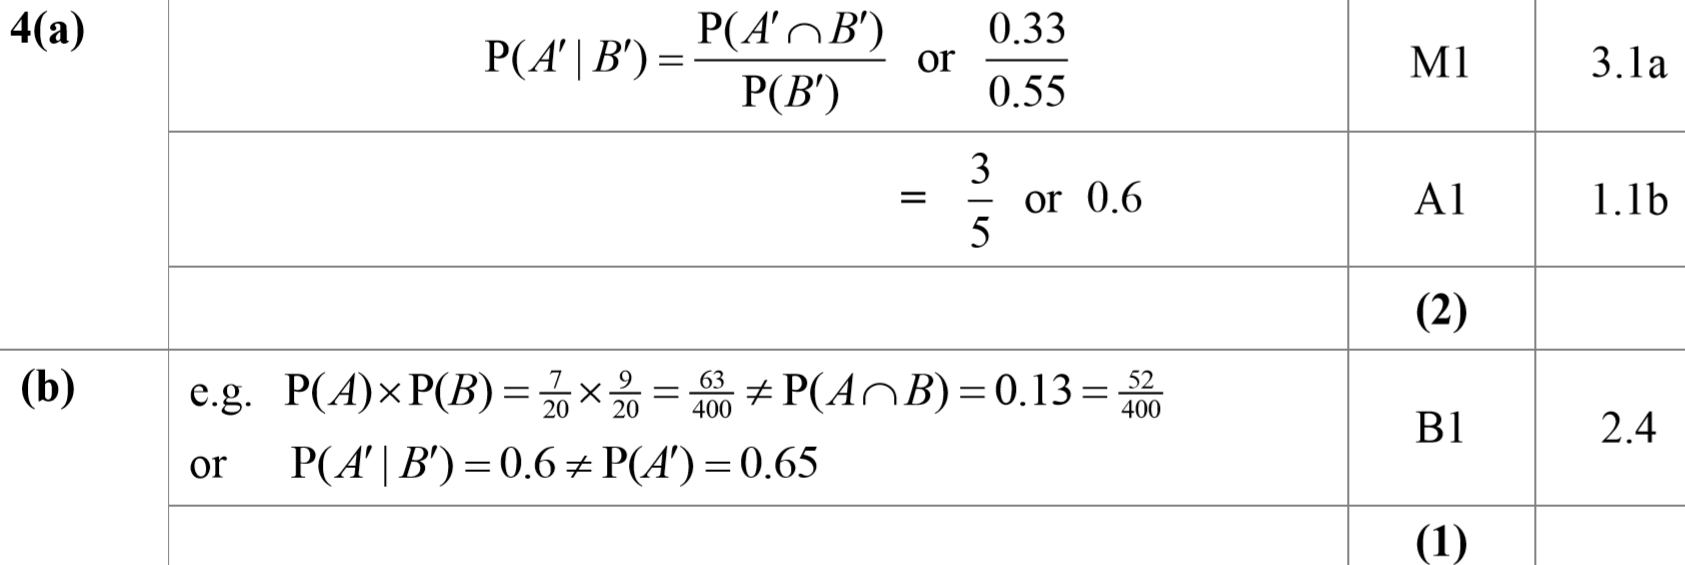 4(a) P(A′ | B′) = P(A′ ∩ B′) / P(B′) or 0.33 / 0.55 M1 3.1a
= 3/5 or 0.6 A1 1.1b
(2)
(b) e.g. P(A) × P(B) = 7/20 × 9/20 = 63/400 ≠ P(A ∩ B) = 0.13 = 52/400
B1 2.4
or P(A′ | B′) = 0.6 ≠ P(A′) = 0.65
(1)